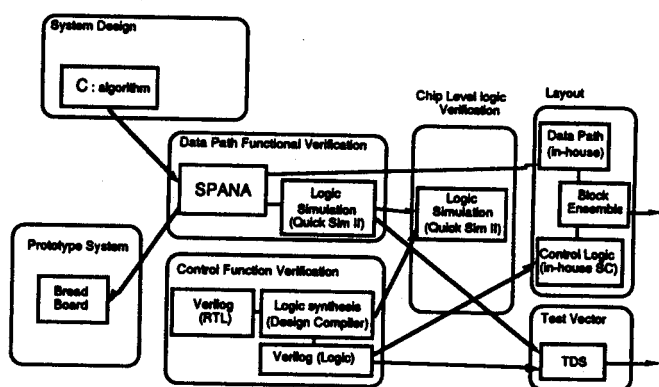 System Design
C : algorithm
Chip Level logic
Verification
Layout
Data Path Functional Verification
Data Path
(in-house)
SPANA
Logic
Simulation
(Quick Sim II)
Logic
Simulation
(Quick Sim II)
Block
Ensemble
Prototype System
Bread
Board
Control Function Verification
Control Logic
(in-house SC)
Verilog
(RTL)
Logic synthesis
(Design Compiler)
Verilog (Logic)
Test Vector
TDS